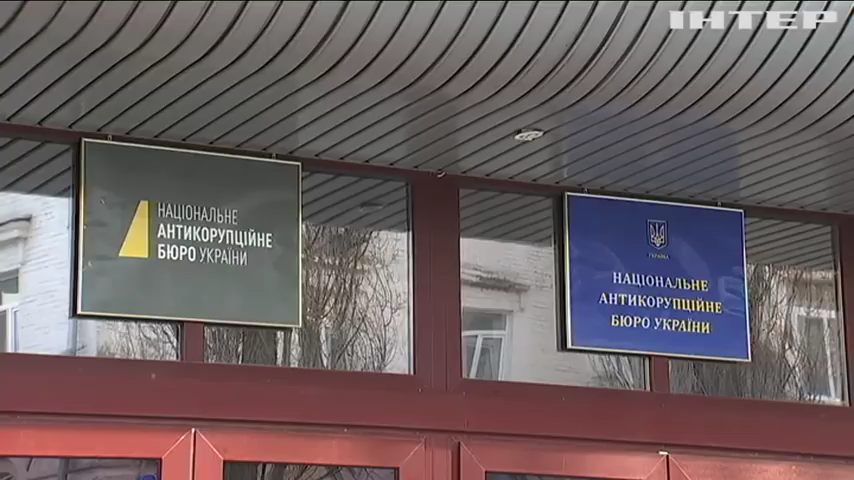 ІНТЕР
НАЦІОНАЛЬНЕ
АНТИКОРУПЦІЙНЕ
БЮРО УКРАЇНИ
УКРАЇНА
НАЦІОНАЛЬНЕ
АНТИКОРУПЦІЙНЕ
БЮРО УКРАЇНИ